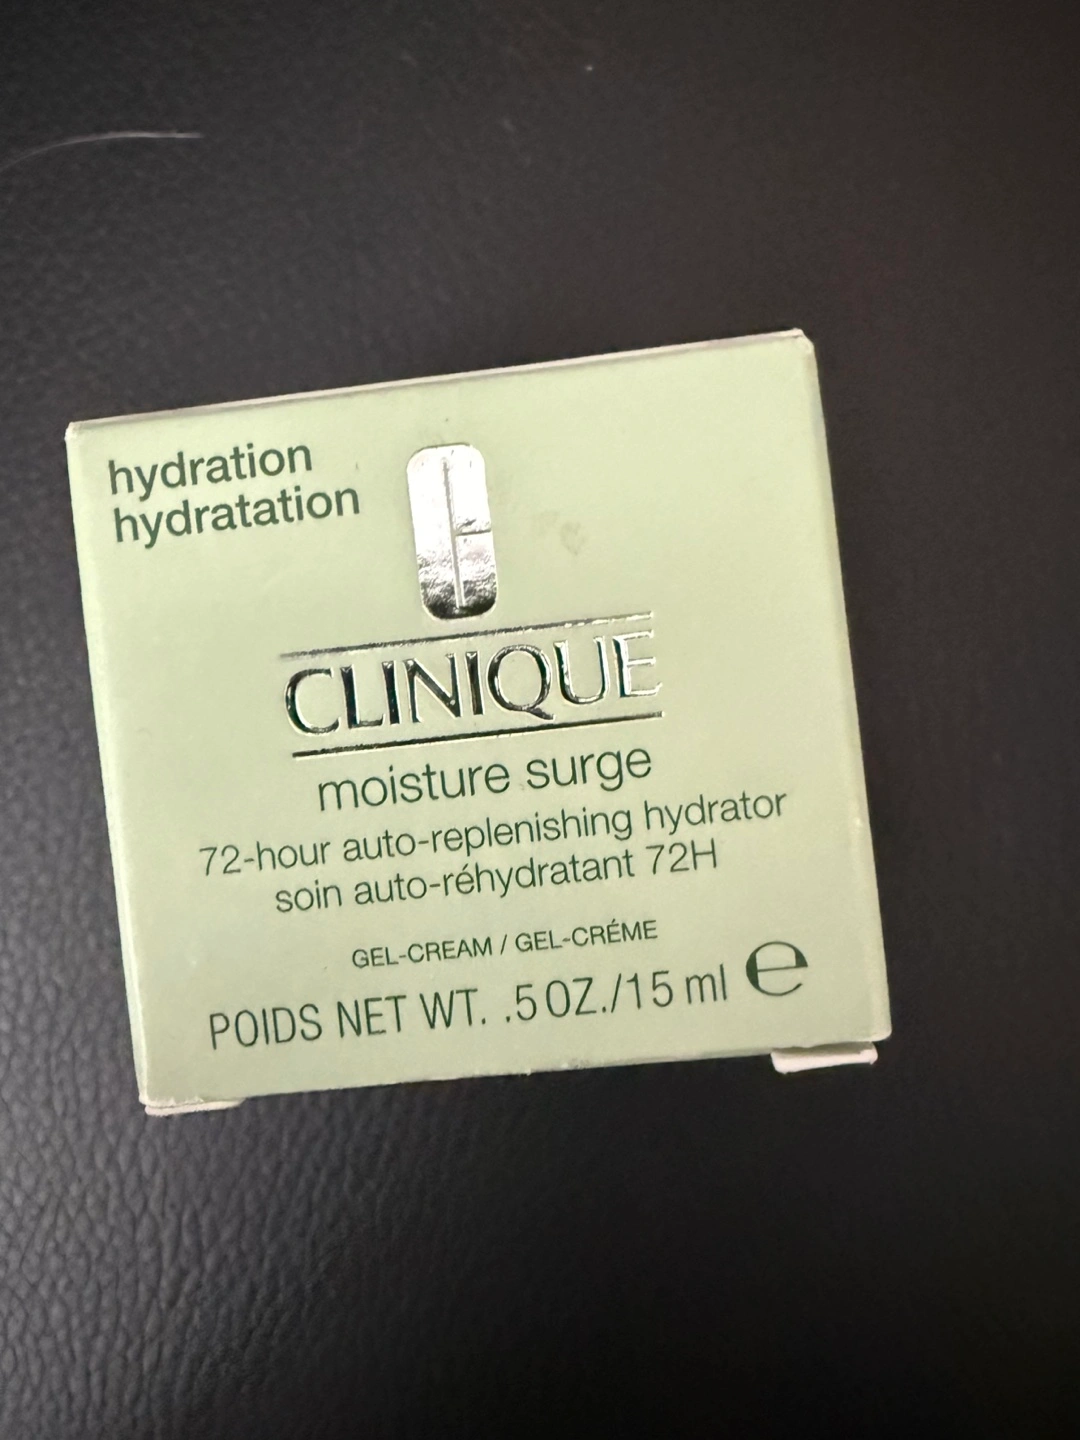 hydration
hydratation
CLINIQUE
moisture surge
72-hour auto-replenishing hydrator
soin auto-réhydratant 72H
GEL-CREAM / GEL-CRÉME
POIDS NET WT. .5 OZ./15 ml ℮